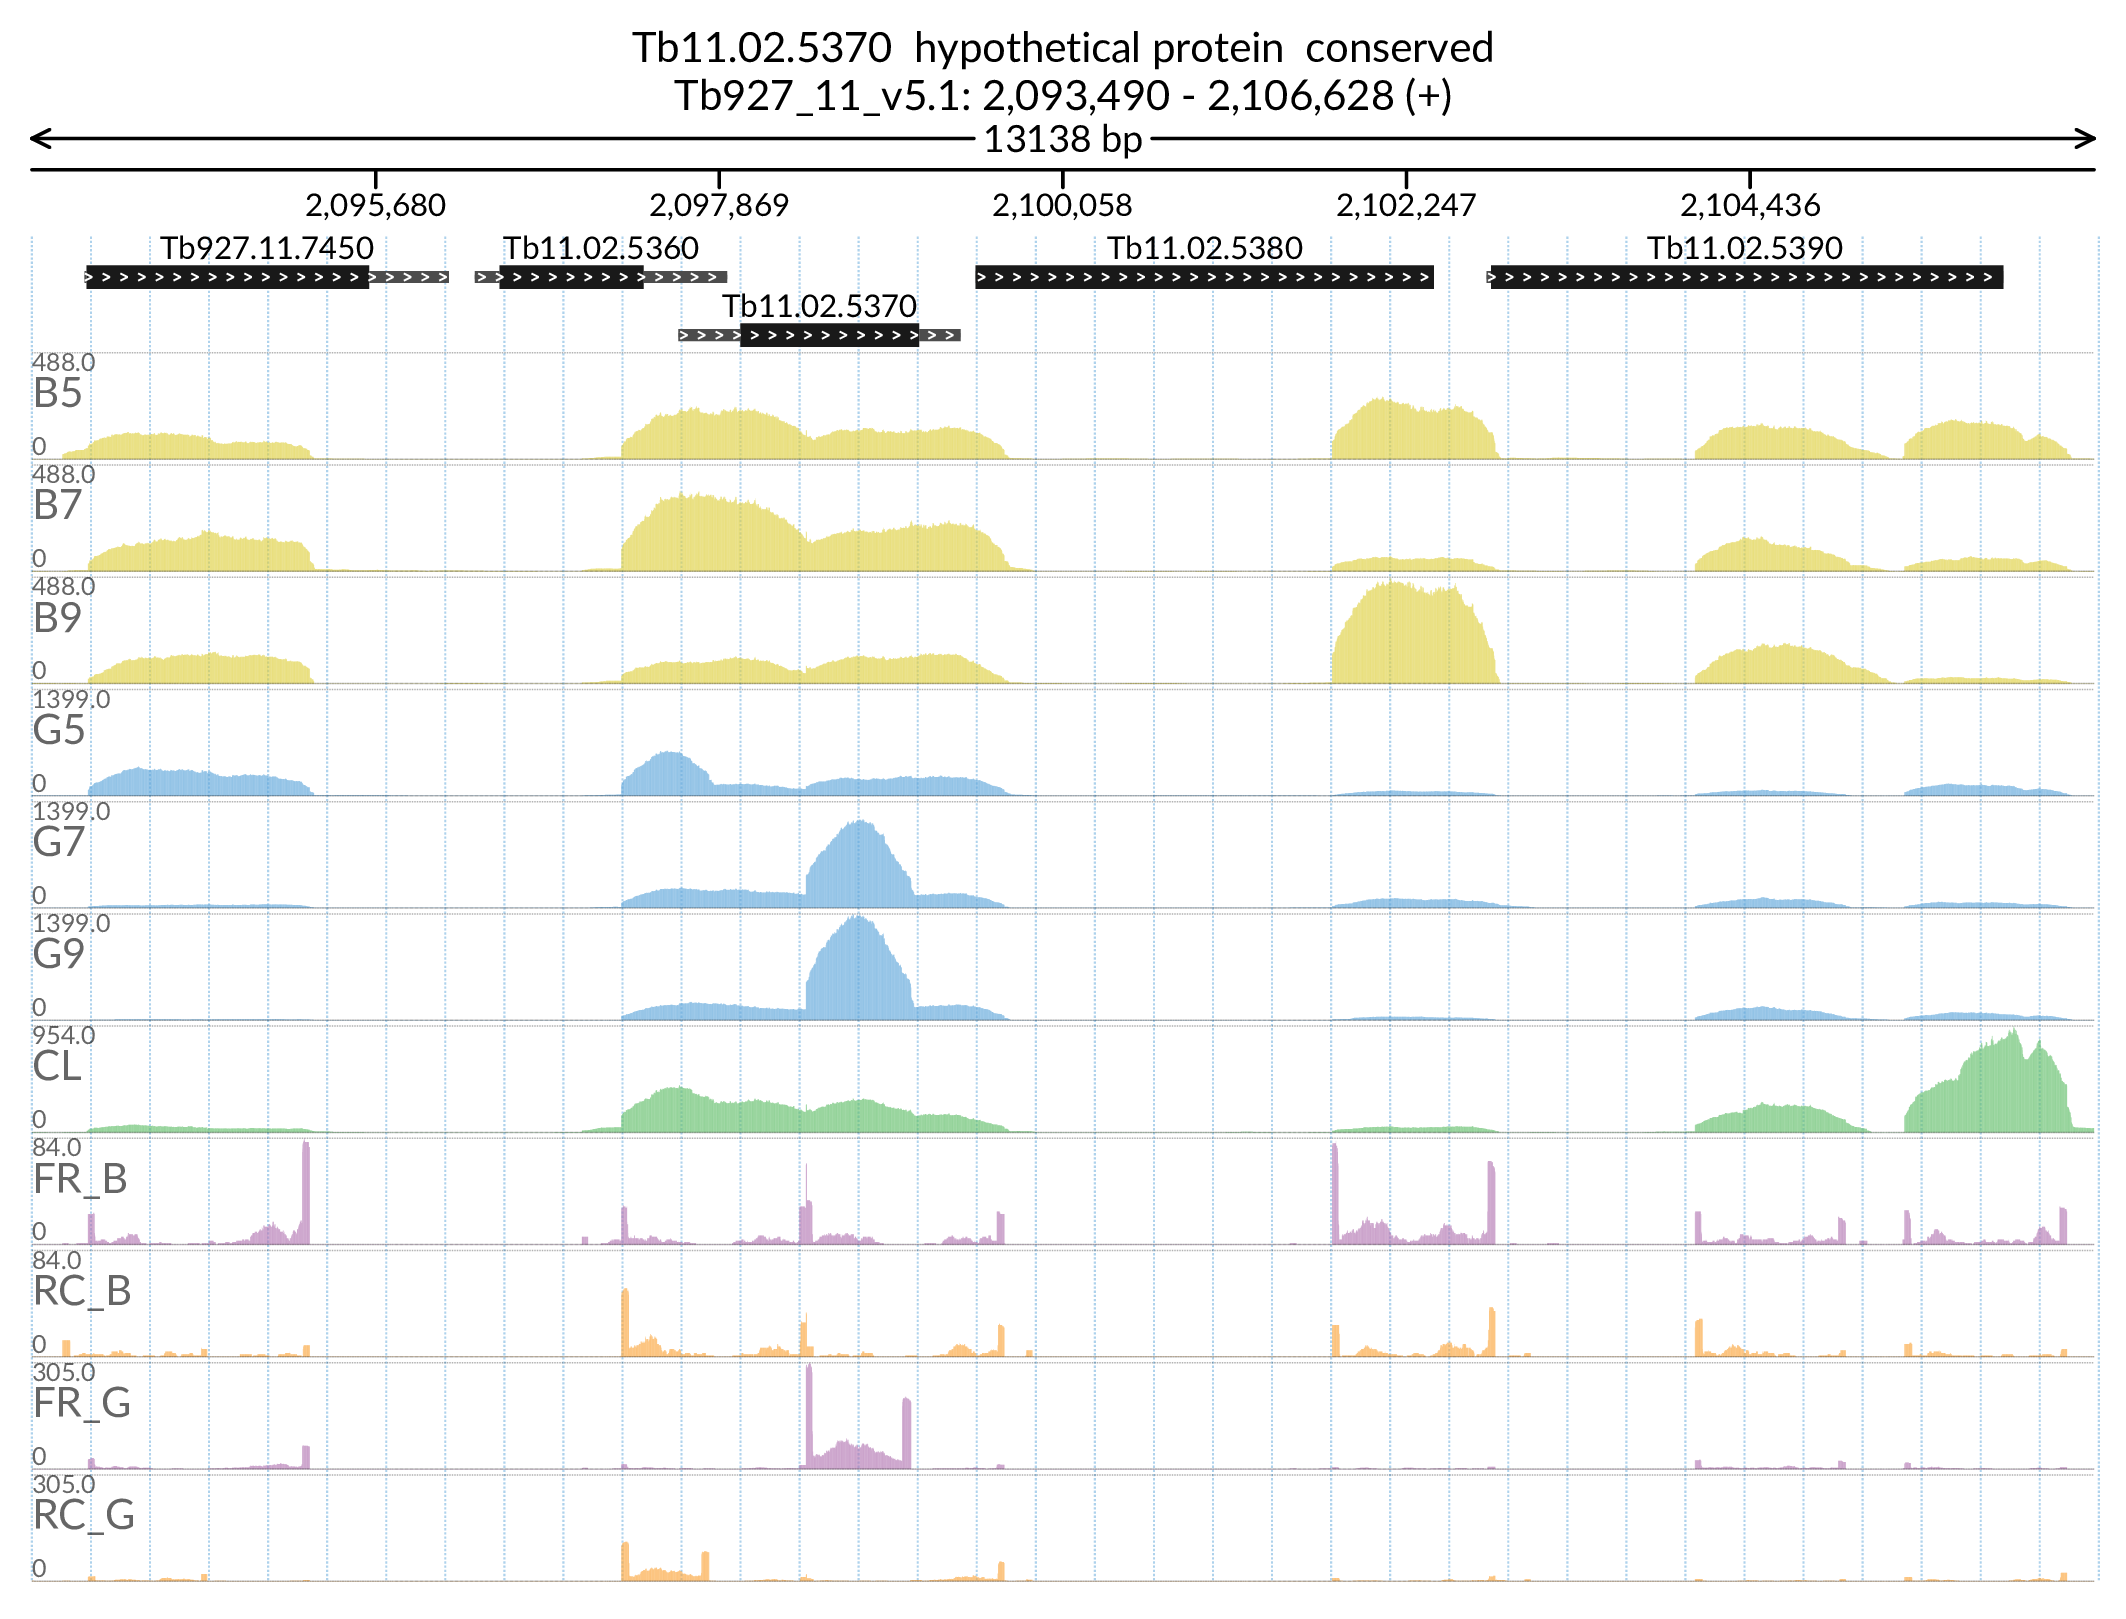 Tb11.02.5370 hypothetical protein conserved
Tb927_11_v5.1: 2,093,490 - 2,106,628 (+)
13138 bp
2,095,680 2,097,869 2,100,058 2,102,247 2,104,436
Tb927.11.7450 Tb11.02.5360 Tb11.02.5380 Tb11.02.5390
Tb11.02.5370
488.0
B5
0
488.0
B7
0
488.0
B9
0
1399.0
G5
0
1399.0
G7
0
1399.0
G9
0
954.0
CL
0
84.0
FR_B
0
84.0
RC_B
0
305.0
FR_G
0
305.0
RC_G
0